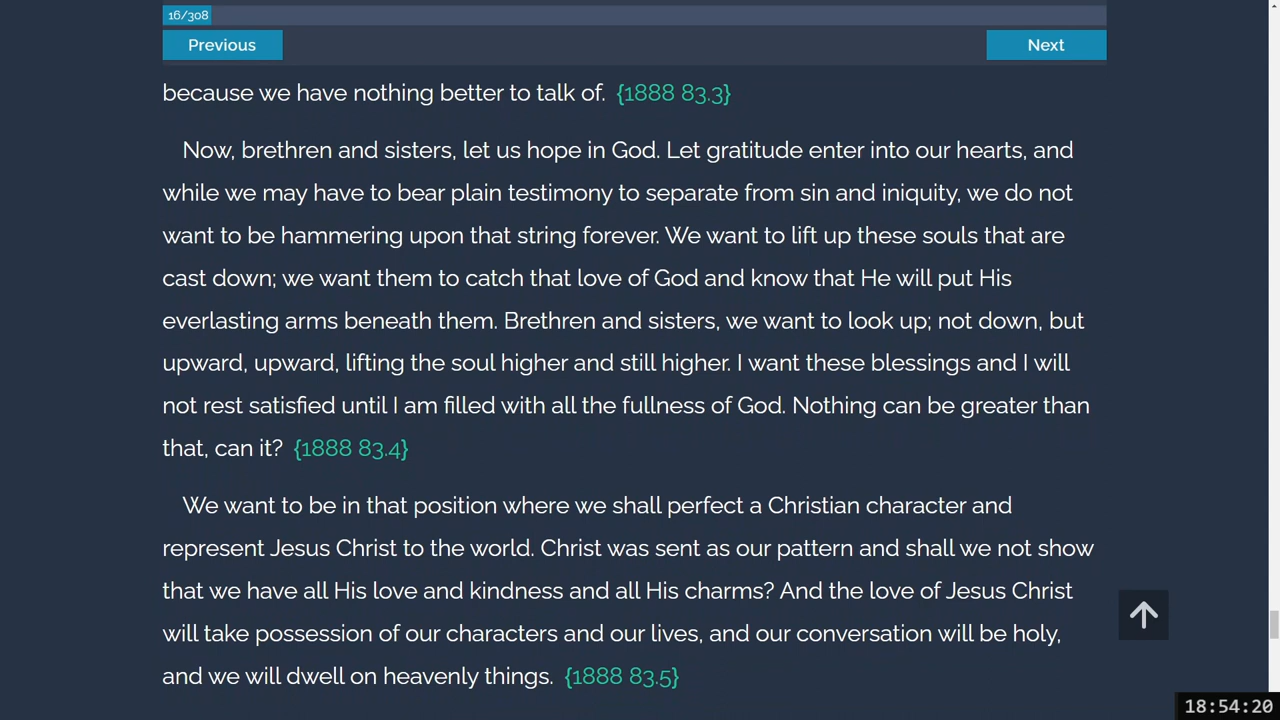 16/308
Previous
Next
because we have nothing better to talk of. {1888 83.3}
Now, brethren and sisters, let us hope in God. Let gratitude enter into our hearts, and
while we may have to bear plain testimony to separate from sin and iniquity, we do not
want to be hammering upon that string forever. We want to lift up these souls that are
cast down; we want them to catch that love of God and know that He will put His
everlasting arms beneath them. Brethren and sisters, we want to look up; not down, but
upward, upward, lifting the soul higher and still higher. I want these blessings and I will
not rest satisfied until I am filled with all the fullness of God. Nothing can be greater than
that, can it? {1888 83.4}
We want to be in that position where we shall perfect a Christian character and
represent Jesus Christ to the world. Christ was sent as our pattern and shall we not show
that we have all His love and kindness and all His charms? And the love of Jesus Christ
will take possession of our characters and our lives, and our conversation will be holy,
and we will dwell on heavenly things. {1888 83.5}
18:54:20